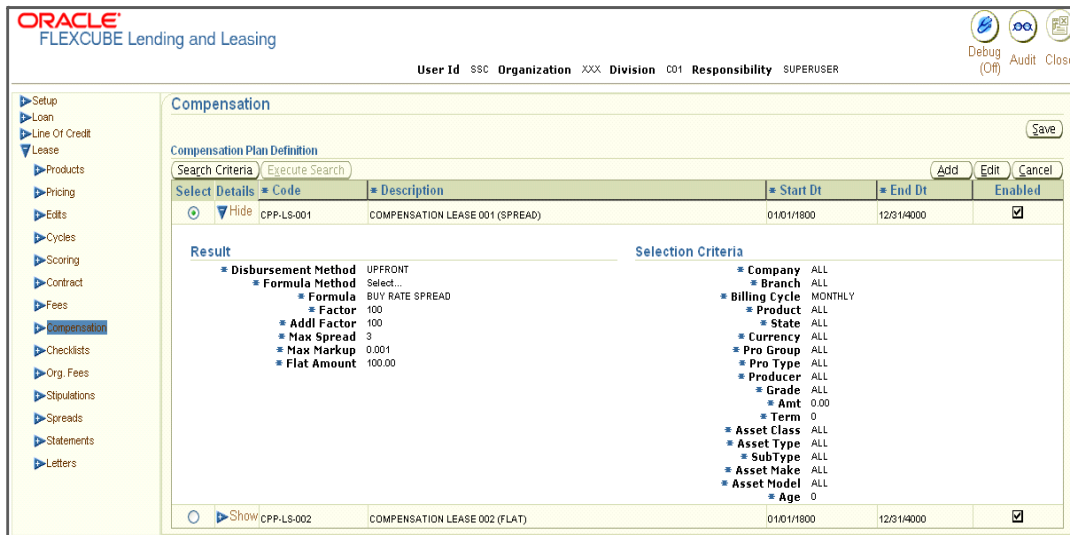 ORACLE'
FLEXCUBE Lending and Leasing
Debug (Off) Audit Close
User Id SSC Organization XXX Division C01 Responsibility SUPERUSER
Setup
Loan
Line Of Credit
Lease
Products
Pricing
Edits
Cycles
Scoring
Contract
Fees
Compensation
Checklists
Org. Fees
Stipulations
Spreads
Statements
Letters
Compensation
Save
Compensation Plan Definition
Search Criteria Execute Search Add Edit Cancel
Select Details * Code * Description * Start Dt * End Dt Enabled
Hide CPP-LS-001 COMPENSATION LEASE 001 (SPREAD) 01/01/1800 12/31/4000
Result
* Disbursement Method UPFRONT
* Formula Method Select...
* Formula BUY RATE SPREAD
* Factor 100
* Addl Factor 100
* Max Spread 3
* Max Markup 0.001
* Flat Amount 100.00
Selection Criteria
* Company ALL
* Branch ALL
* Billing Cycle MONTHLY
* Product ALL
* State ALL
* Currency ALL
* Pro Group ALL
* Pro Type ALL
* Producer ALL
* Grade ALL
* Amt 0.00
* Term 0
* Asset Class ALL
* Asset Type ALL
* SubType ALL
* Asset Make ALL
* Asset Model ALL
* Age 0
Show CPP-LS-002 COMPENSATION LEASE 002 (FLAT) 01/01/1800 12/31/4000